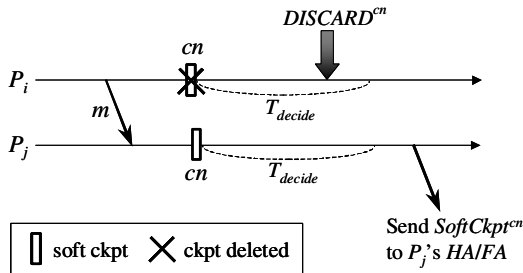 DISCARD^cn
cn
P_i
T_decide
m
P_j
cn
T_decide
Send SoftCkpt^cn
to P_j's HA/FA
soft ckpt ckpt deleted